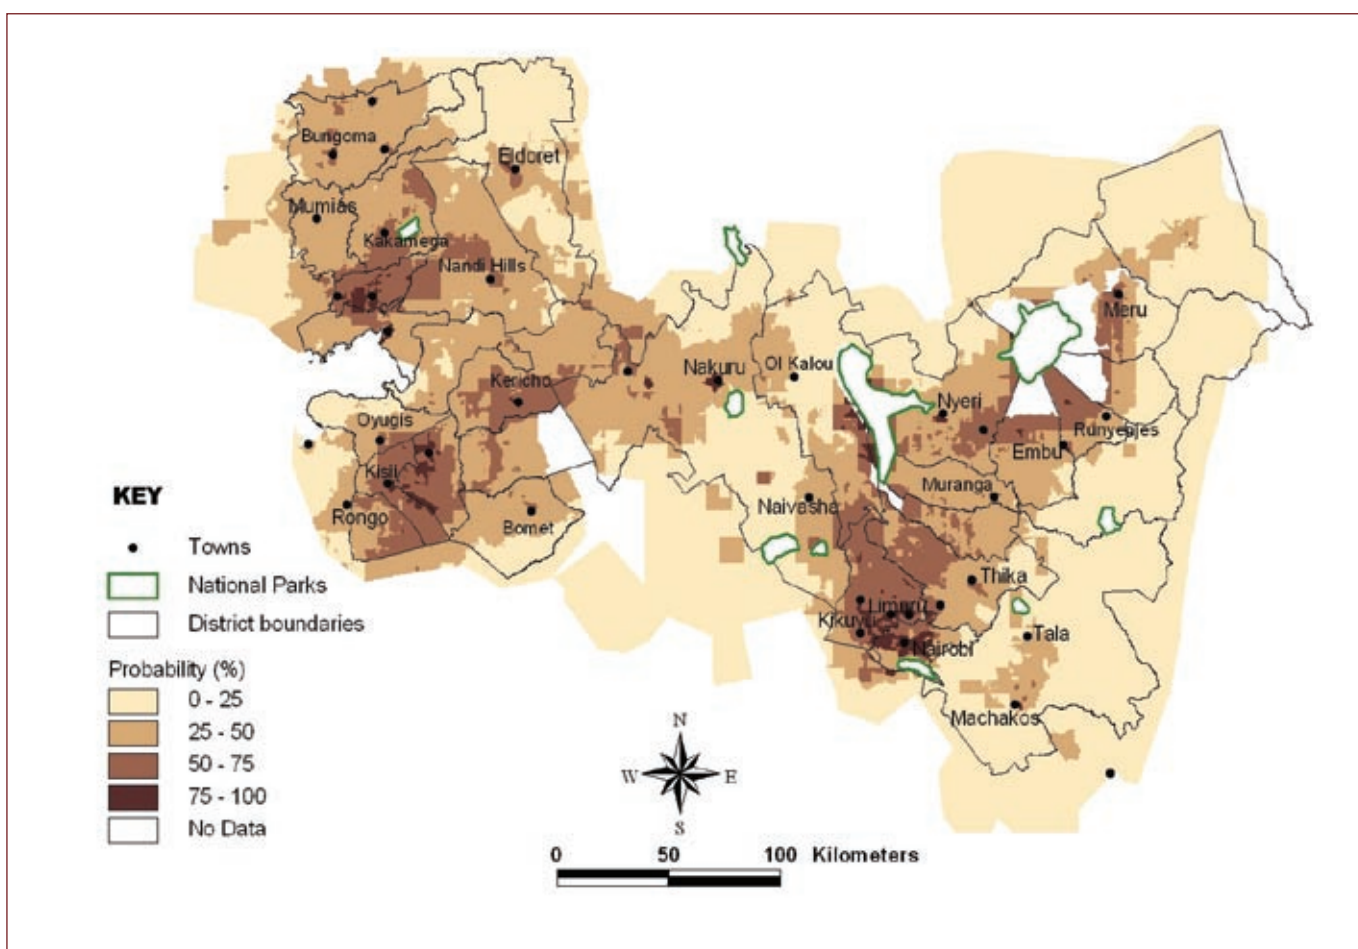 Bungoma
Eldoret
Mumias
Kakamega
Nandi Hills
Meru
Kericho
Nakuru
Ol Kalou
Nyeri
Oyugis
Runyenjes
Embu
Kisii
Muranga
Rongo
Naivasha
Bomet
Thika
Limuru
Kikuyu
Nairobi
Tala
Machakos
KEY
Towns
National Parks
District boundaries
Probability (%)
0 - 25
25 - 50
50 - 75
75 - 100
No Data
N
W E
S
0 50 100 Kilometers